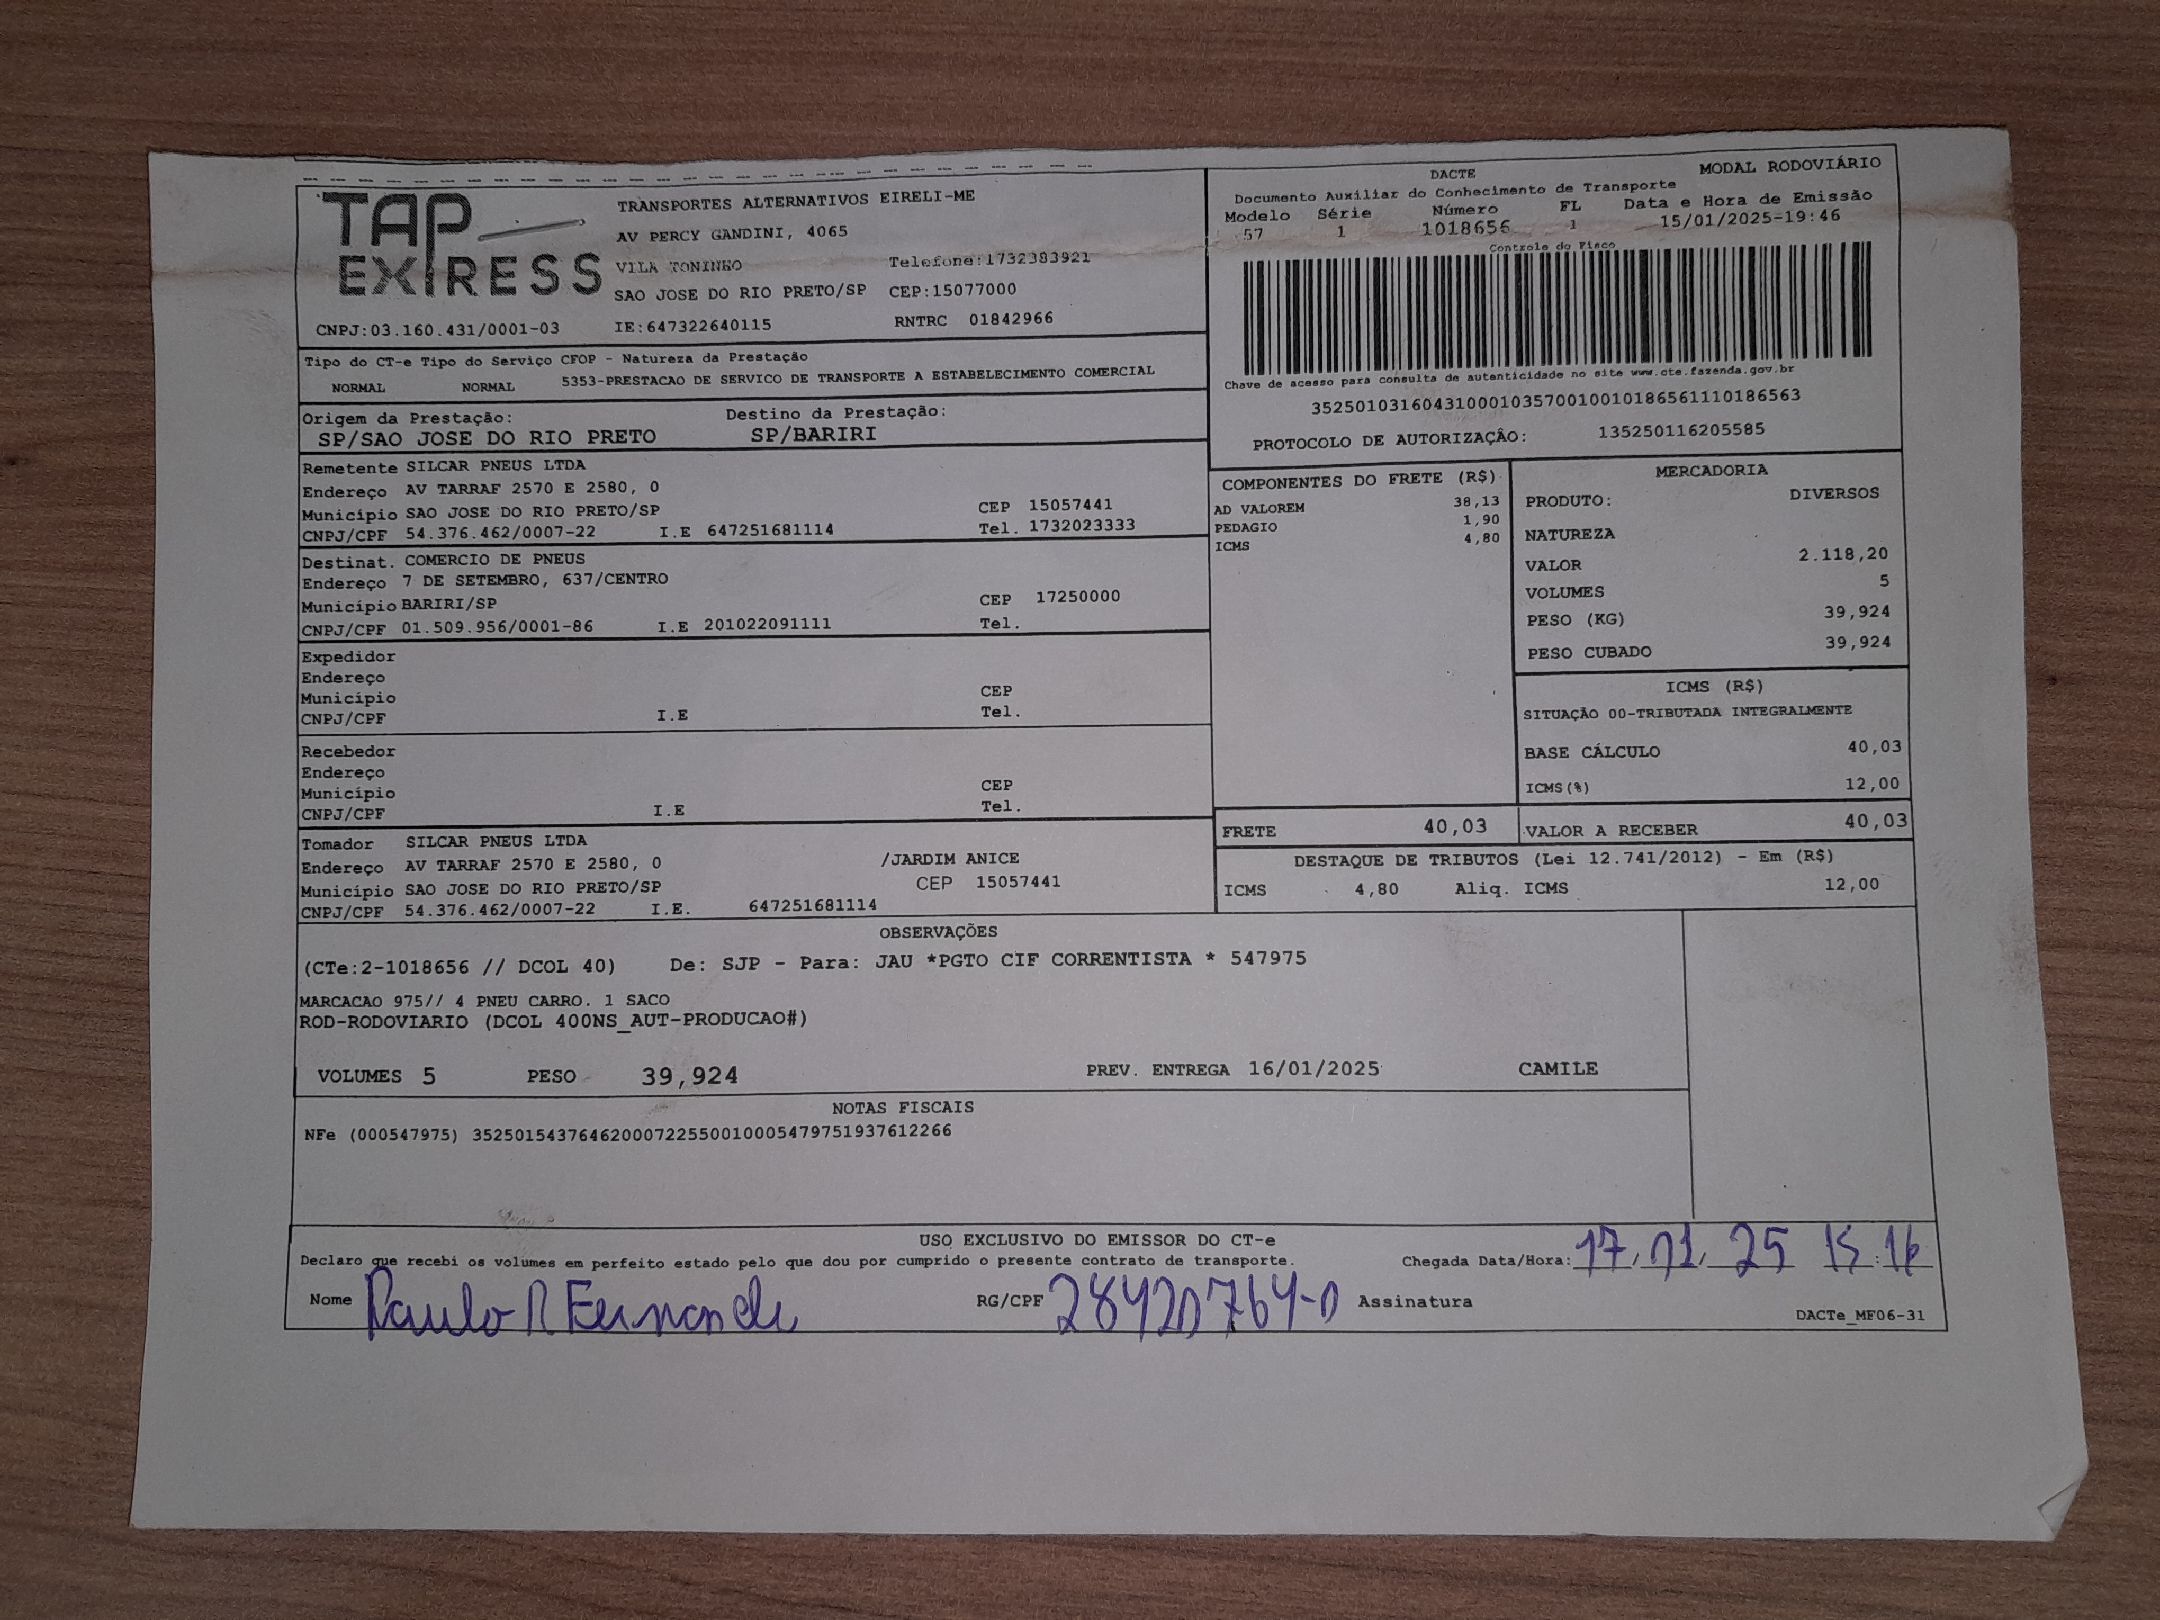 TAP EXPRESS
TRANSPORTES ALTERNATIVOS EIRELI-ME
AV PERCY GANDINI, 4065
VILA TONINHO Telefone:1732383921
SAO JOSE DO RIO PRETO/SP CEP:15077000
CNPJ:03.160.431/0001-03 IE:647322640115 RNTRC 01842966
DACTE MODAL RODOVIÁRIO
Documento Auxiliar do Conhecimento de Transporte
Modelo Série Número FL Data e Hora de Emissão
57 1 1018656 1 15/01/2025-19:46
Controle do Fisco
Chave de acesso para consulta de autenticidade no site www.cte.fazenda.gov.br
35250103160431000103570010010186561110186563
PROTOCOLO DE AUTORIZAÇÂO: 135250116205585
Tipo do CT-e Tipo do Serviço CFOP - Natureza da Prestação
NORMAL NORMAL 5353-PRESTACAO DE SERVICO DE TRANSPORTE A ESTABELECIMENTO COMERCIAL
Origem da Prestação: Destino da Prestação:
SP/SAO JOSE DO RIO PRETO SP/BARIRI
Remetente SILCAR PNEUS LTDA
Endereço AV TARRAF 2570 E 2580, 0
Município SAO JOSE DO RIO PRETO/SP CEP 15057441
CNPJ/CPF 54.376.462/0007-22 I.E 647251681114 Tel. 1732023333
Destinat. COMERCIO DE PNEUS
Endereço 7 DE SETEMBRO, 637/CENTRO
Município BARIRI/SP CEP 17250000
CNPJ/CPF 01.509.956/0001-86 I.E 201022091111 Tel.
Expedidor
Endereço
Município CEP
CNPJ/CPF I.E Tel.
Recebedor
Endereço
Município CEP
CNPJ/CPF I.E Tel.
Tomador SILCAR PNEUS LTDA
Endereço AV TARRAF 2570 E 2580, 0 /JARDIM ANICE
Município SAO JOSE DO RIO PRETO/SP CEP 15057441
CNPJ/CPF 54.376.462/0007-22 I.E. 647251681114
COMPONENTES DO FRETE (R$)
AD VALOREM 38,13
PEDAGIO 1,90
ICMS 4,80
MERCADORIA
PRODUTO: DIVERSOS
NATUREZA
VALOR 2.118,20
VOLUMES 5
PESO (KG) 39,924
PESO CUBADO 39,924
ICMS (R$)
SITUAÇÃO 00-TRIBUTADA INTEGRALMENTE
BASE CÁLCULO 40,03
ICMS(%) 12,00
FRETE 40,03 VALOR A RECEBER 40,03
DESTAQUE DE TRIBUTOS (Lei 12.741/2012) - Em (R$)
ICMS 4,80 Aliq. ICMS 12,00
OBSERVAÇÕES
(CTe:2-1018656 // DCOL 40) De: SJP - Para: JAU *PGTO CIF CORRENTISTA * 547975
MARCACAO 975// 4 PNEU CARRO. 1 SACO
ROD-RODOVIARIO (DCOL 400NS_AUT-PRODUCAO#)
VOLUMES 5 PESO 39,924 PREV. ENTREGA 16/01/2025 CAMILE
NOTAS FISCAIS
NFe (000547975) 35250154376462000722550010005479751937612266
USO EXCLUSIVO DO EMISSOR DO CT-e
Declaro que recebi os volumes em perfeito estado pelo que dou por cumprido o presente contrato de transporte. Chegada Data/Hora: 17/01/25 15:16
Nome Paulo R Fernande RG/CPF 28420764-0 Assinatura
DACTe_MF06-31